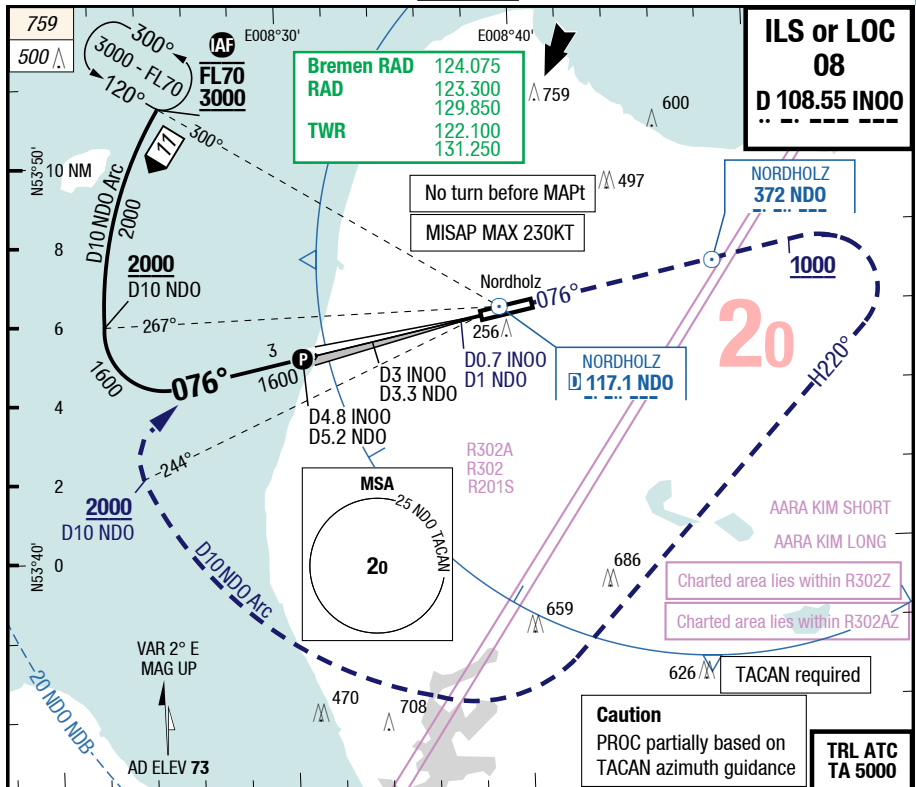 759
500
E008°30'
E008°40'
300°
3000 - FL70
120°
IAF
FL70
3000
Bremen RAD 124.075
RAD 123.300
129.850
TWR 122.100
131.250
759
600
ILS or LOC
08
D 108.55 INOO
11
300°
N53°50'
10 NM
D10 NDO Arc
2000
No turn before MAPt
497
MISAP MAX 230KT
NORDHOLZ
372 NDO
8
2000
D10 NDO
1000
Nordholz
076°
267°
256
20
6
3
1600
P
1600
076°
D3 INOO
D3.3 NDO
D0.7 INOO
D1 NDO
NORDHOLZ
D 117.1 NDO
H220°
4
D4.8 INOO
D5.2 NDO
244°
R302A
R302
R201S
MSA
25 NDO TACAN
20
2
2000
D10 NDO
AARA KIM SHORT
AARA KIM LONG
N53°40'
0
D10 NDO Arc
686
Charted area lies within R302Z
659
Charted area lies within R302AZ
VAR 2° E
MAG UP
626
TACAN required
20 NDO NDB
470
708
Caution
PROC partially based on
TACAN azimuth guidance
AD ELEV 73
TRL ATC
TA 5000